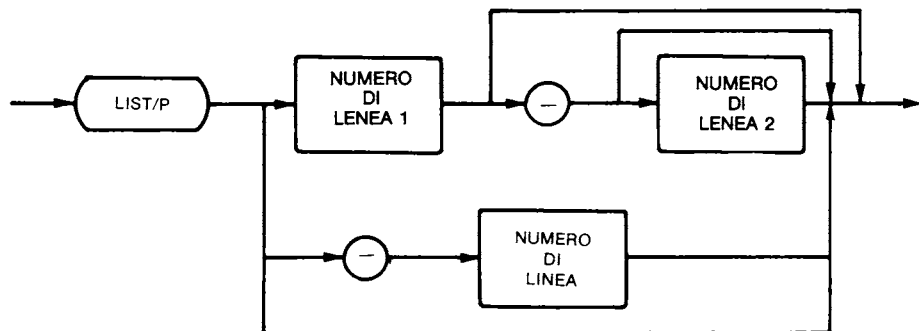 LIST/P
NUMERO
DI
LENEA 1
−
NUMERO
DI
LENEA 2
−
NUMERO
DI
LINEA